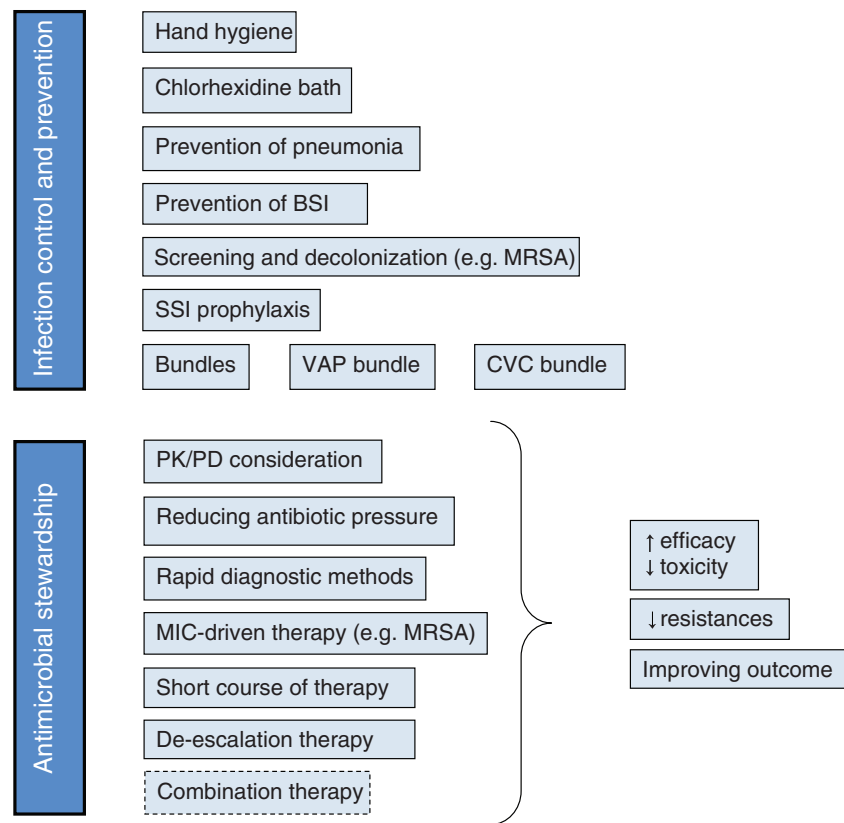 Infection control and prevention
Hand hygiene
Chlorhexidine bath
Prevention of pneumonia
Prevention of BSI
Screening and decolonization (e.g. MRSA)
SSI prophylaxis
Bundles
VAP bundle
CVC bundle
Antimicrobial stewardship
PK/PD consideration
Reducing antibiotic pressure
Rapid diagnostic methods
MIC-driven therapy (e.g. MRSA)
Short course of therapy
De-escalation therapy
Combination therapy
↑ efficacy
↓ toxicity
↓ resistances
Improving outcome